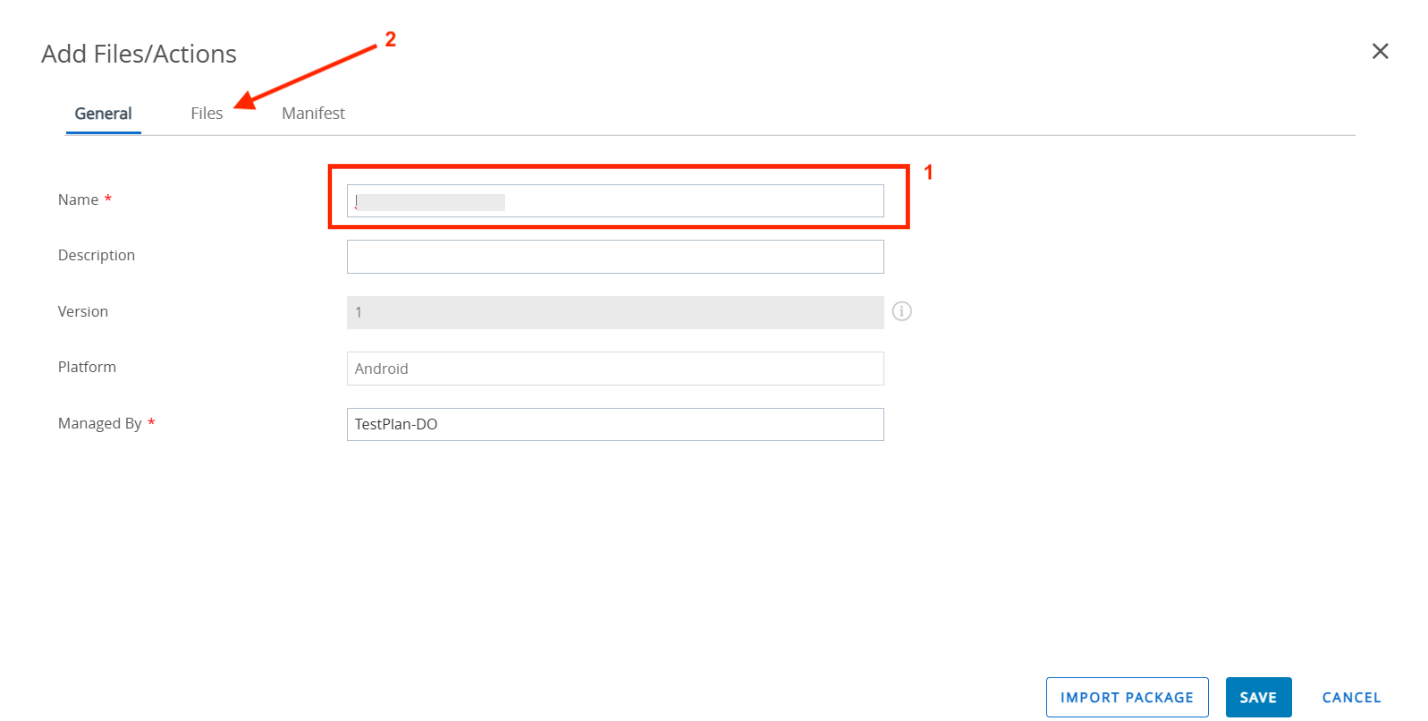 2
Add Files/Actions
General Files Manifest
1
Name *
Description
Version 1
Platform Android
Managed By * TestPlan-DO
IMPORT PACKAGE SAVE CANCEL